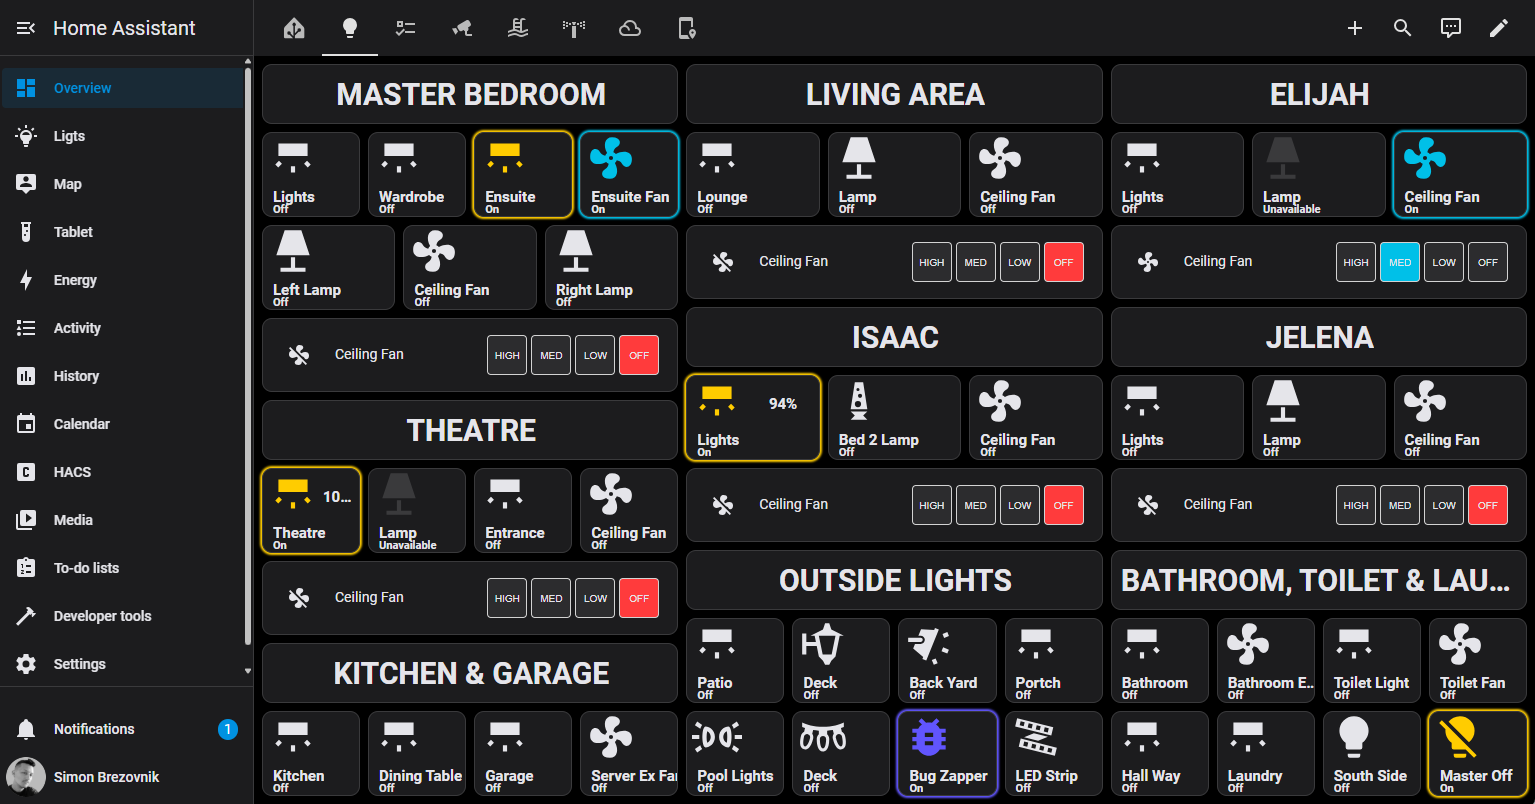 Home Assistant
Overview
Ligts
Map
Tablet
Energy
Activity
History
Calendar
HACS
Media
To-do lists
Developer tools
Settings
Notifications
1
Simon Brezovnik
MASTER BEDROOM
Lights
Off
Wardrobe
Off
Ensuite
On
Ensuite Fan
On
Left Lamp
Off
Ceiling Fan
Off
Right Lamp
Off
Ceiling Fan
HIGH
MED
LOW
OFF
THEATRE
10...
Theatre
On
Lamp
Unavailable
Entrance
Off
Ceiling Fan
Off
Ceiling Fan
HIGH
MED
LOW
OFF
KITCHEN & GARAGE
Kitchen
Off
Dining Table
Off
Garage
Off
Server Ex Fan
Off
LIVING AREA
Lounge
Off
Lamp
Off
Ceiling Fan
Off
Ceiling Fan
HIGH
MED
LOW
OFF
ISAAC
94%
Lights
On
Bed 2 Lamp
Off
Ceiling Fan
Off
Ceiling Fan
HIGH
MED
LOW
OFF
OUTSIDE LIGHTS
Patio
Off
Deck
Off
Back Yard
Off
Portch
Off
Pool Lights
Off
Deck
Off
Bug Zapper
On
LED Strip
Off
ELIJAH
Lights
Off
Lamp
Unavailable
Ceiling Fan
On
Ceiling Fan
HIGH
MED
LOW
OFF
JELENA
Lights
Off
Lamp
Off
Ceiling Fan
Off
Ceiling Fan
HIGH
MED
LOW
OFF
BATHROOM, TOILET & LAU...
Bathroom
Off
Bathroom E...
Off
Toilet Light
Off
Toilet Fan
Off
Hall Way
Off
Laundry
Off
South Side
Off
Master Off
On